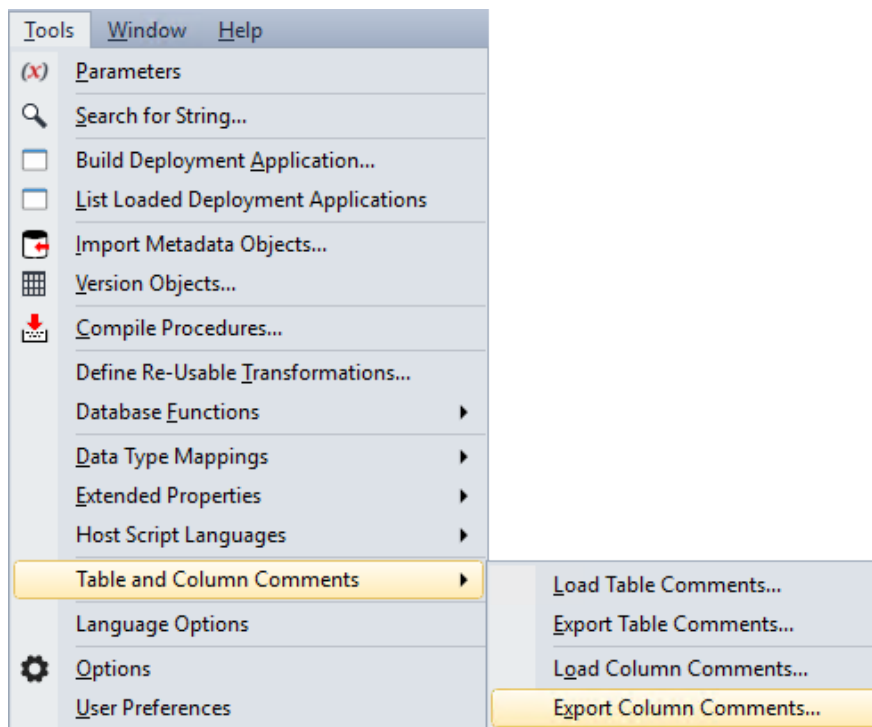 Tools Window Help
(x) Parameters
Search for String...
Build Deployment Application...
List Loaded Deployment Applications
Import Metadata Objects...
Version Objects...
Compile Procedures...
Define Re-Usable Transformations...
Database Functions
Data Type Mappings
Extended Properties
Host Script Languages
Table and Column Comments
Language Options
Options
User Preferences
Load Table Comments...
Export Table Comments...
Load Column Comments...
Export Column Comments...